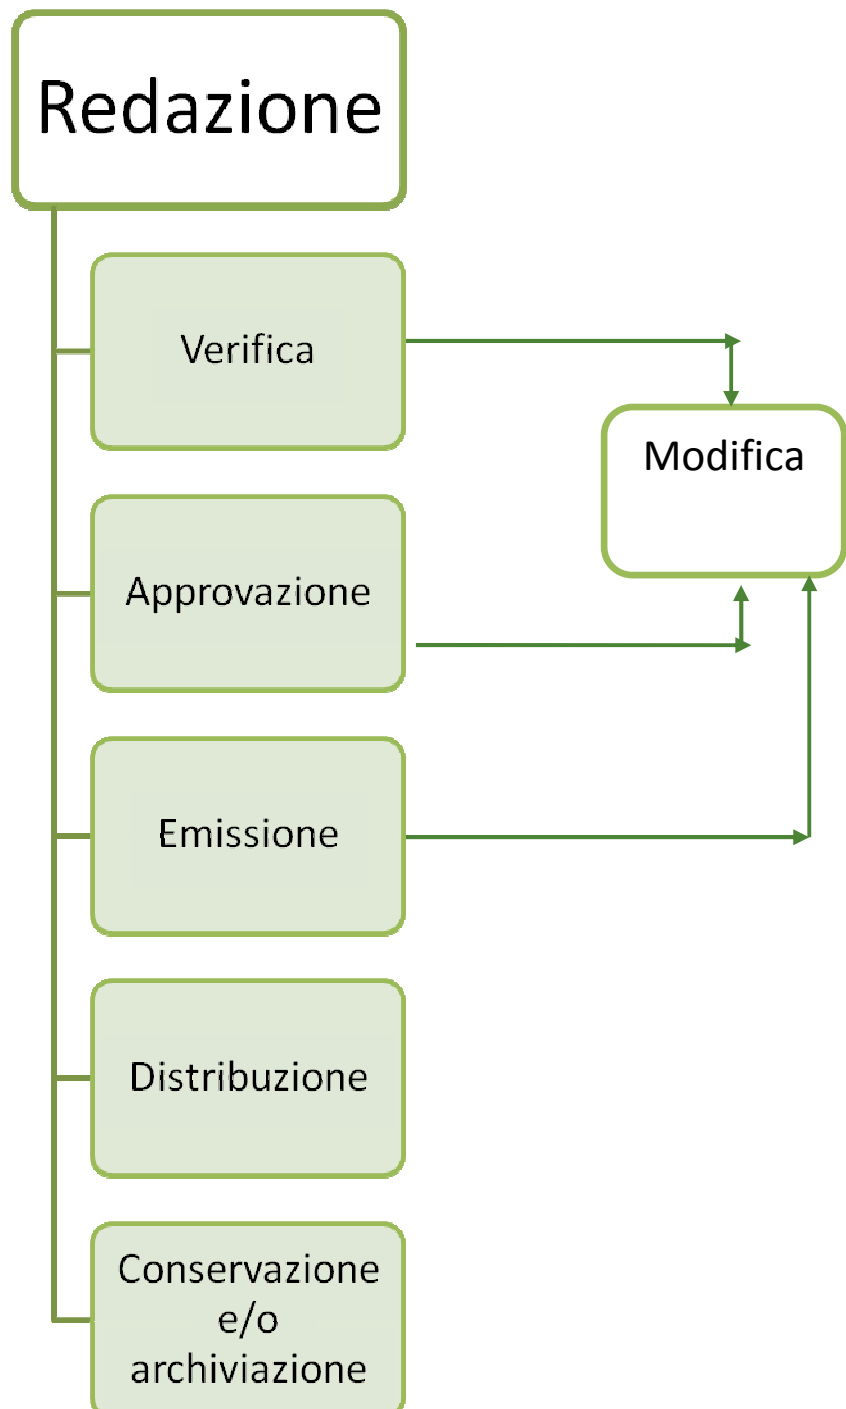 Redazione
Verifica
Modifica
Approvazione
Emissione
Distribuzione
Conservazione
e/o
archiviazione